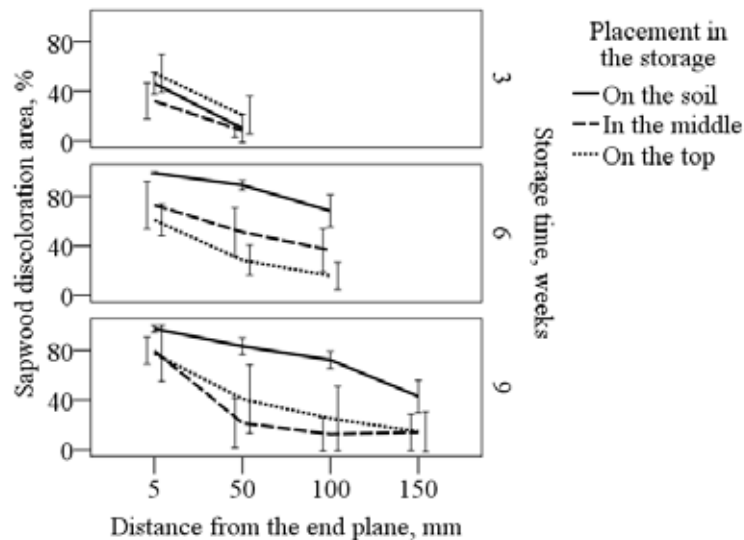 Sapwood discoloration area, %
80
40
0
3
80
40
0
6
80
40
0
9
5 50 100 150
Distance from the end plane, mm
Storage time, weeks
Placement in
the storage
On the soil
In the middle
On the top